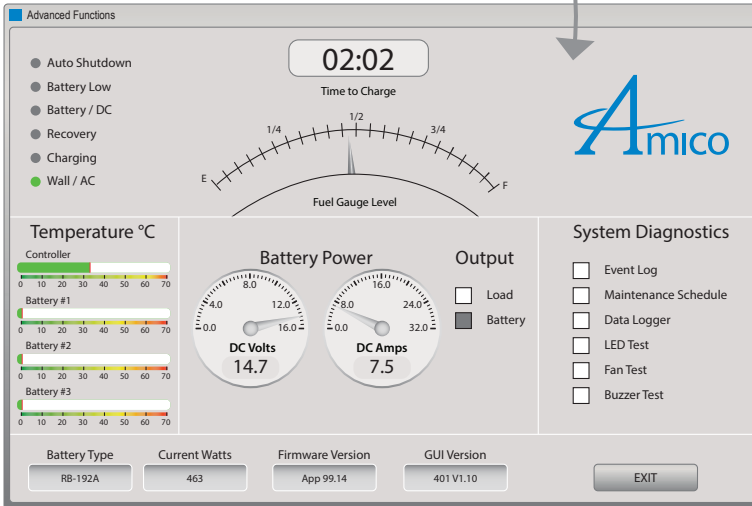 Advanced Functions
Auto Shutdown
Battery Low
Battery / DC
Recovery
Charging
Wall / AC
02:02
Time to Charge
E 1/4 1/2 3/4 F
Fuel Gauge Level
Amico
Temperature °C
Controller
0 10 20 30 40 50 60 70
Battery #1
0 10 20 30 40 50 60 70
Battery #2
0 10 20 30 40 50 60 70
Battery #3
0 10 20 30 40 50 60 70
Battery Power
0.0 4.0 8.0 12.0 16.0
DC Volts
14.7
0.0 8.0 16.0 24.0 32.0
DC Amps
7.5
Output
Load
Battery
System Diagnostics
Event Log
Maintenance Schedule
Data Logger
LED Test
Fan Test
Buzzer Test
Battery Type
RB-192A
Current Watts
463
Firmware Version
App 99.14
GUI Version
401 V1.10
EXIT